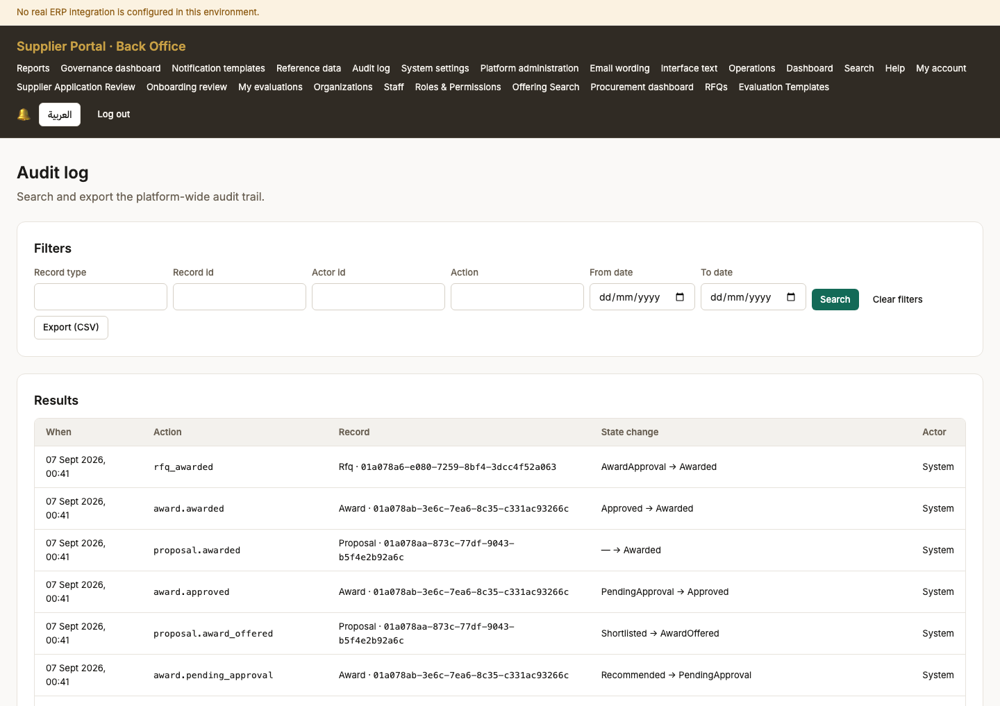 No real ERP integration is configured in this environment.
Supplier Portal · Back Office
Reports Governance dashboard Notification templates Reference data Audit log System settings Platform administration Email wording Interface text Operations Dashboard Search Help My account
Supplier Application Review Onboarding review My evaluations Organizations Staff Roles & Permissions Offering Search Procurement dashboard RFQs Evaluation Templates
العربية Log out
Audit log
Search and export the platform-wide audit trail.
Filters
Record type Record id Actor id Action From date To date
dd/mm/yyyy dd/mm/yyyy Search Clear filters
Export (CSV)
Results
When Action Record State change Actor
07 Sept 2026,
00:41 rfq_awarded Rfq · 01a078a6-e080-7259-8bf4-3dcc4f52a063 AwardApproval → Awarded System
07 Sept 2026,
00:41 award.awarded Award · 01a078ab-3e6c-7ea6-8c35-c331ac93266c Approved → Awarded System
07 Sept 2026,
00:41 proposal.awarded Proposal · 01a078aa-873c-77df-9043-
b5f4e2b92a6c — → Awarded System
07 Sept 2026,
00:41 award.approved Award · 01a078ab-3e6c-7ea6-8c35-c331ac93266c PendingApproval → Approved System
07 Sept 2026,
00:41 proposal.award_offered Proposal · 01a078aa-873c-77df-9043-
b5f4e2b92a6c Shortlisted → AwardOffered System
07 Sept 2026,
00:41 award.pending_approval Award · 01a078ab-3e6c-7ea6-8c35-c331ac93266c Recommended → PendingApproval System